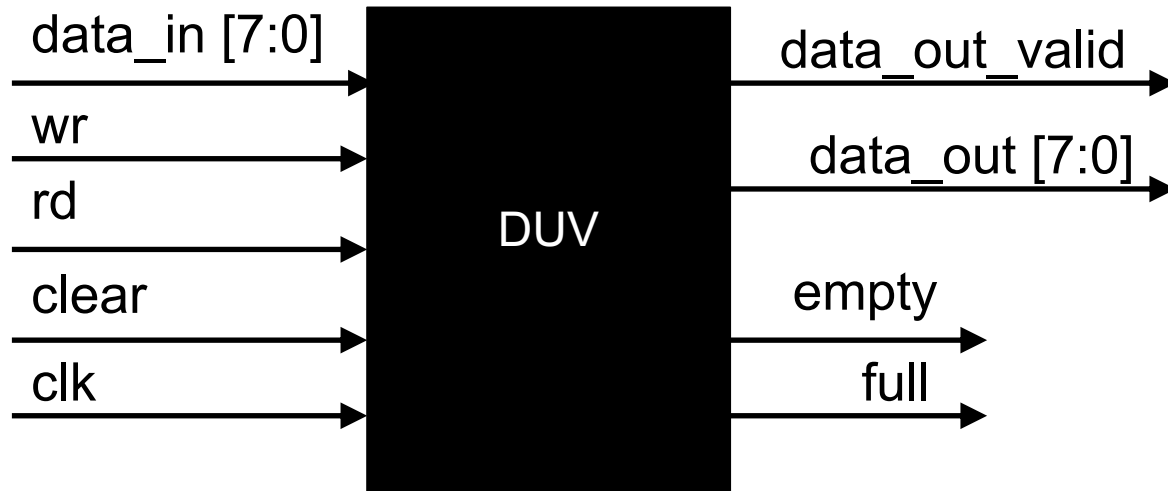 data_in [7:0]
wr
rd
clear
clk
DUV
data_out_valid
data_out [7:0]
empty
full